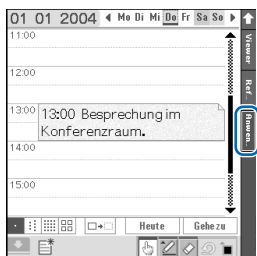 01 01 2004 Mo Di Mi Do Fr Sa So
11:00
12:00
13:00 13:00 Besprechung im
Konferenzraum.
14:00
15:00
Heute Gehe zu
Viewer
Ref.
Anwen.